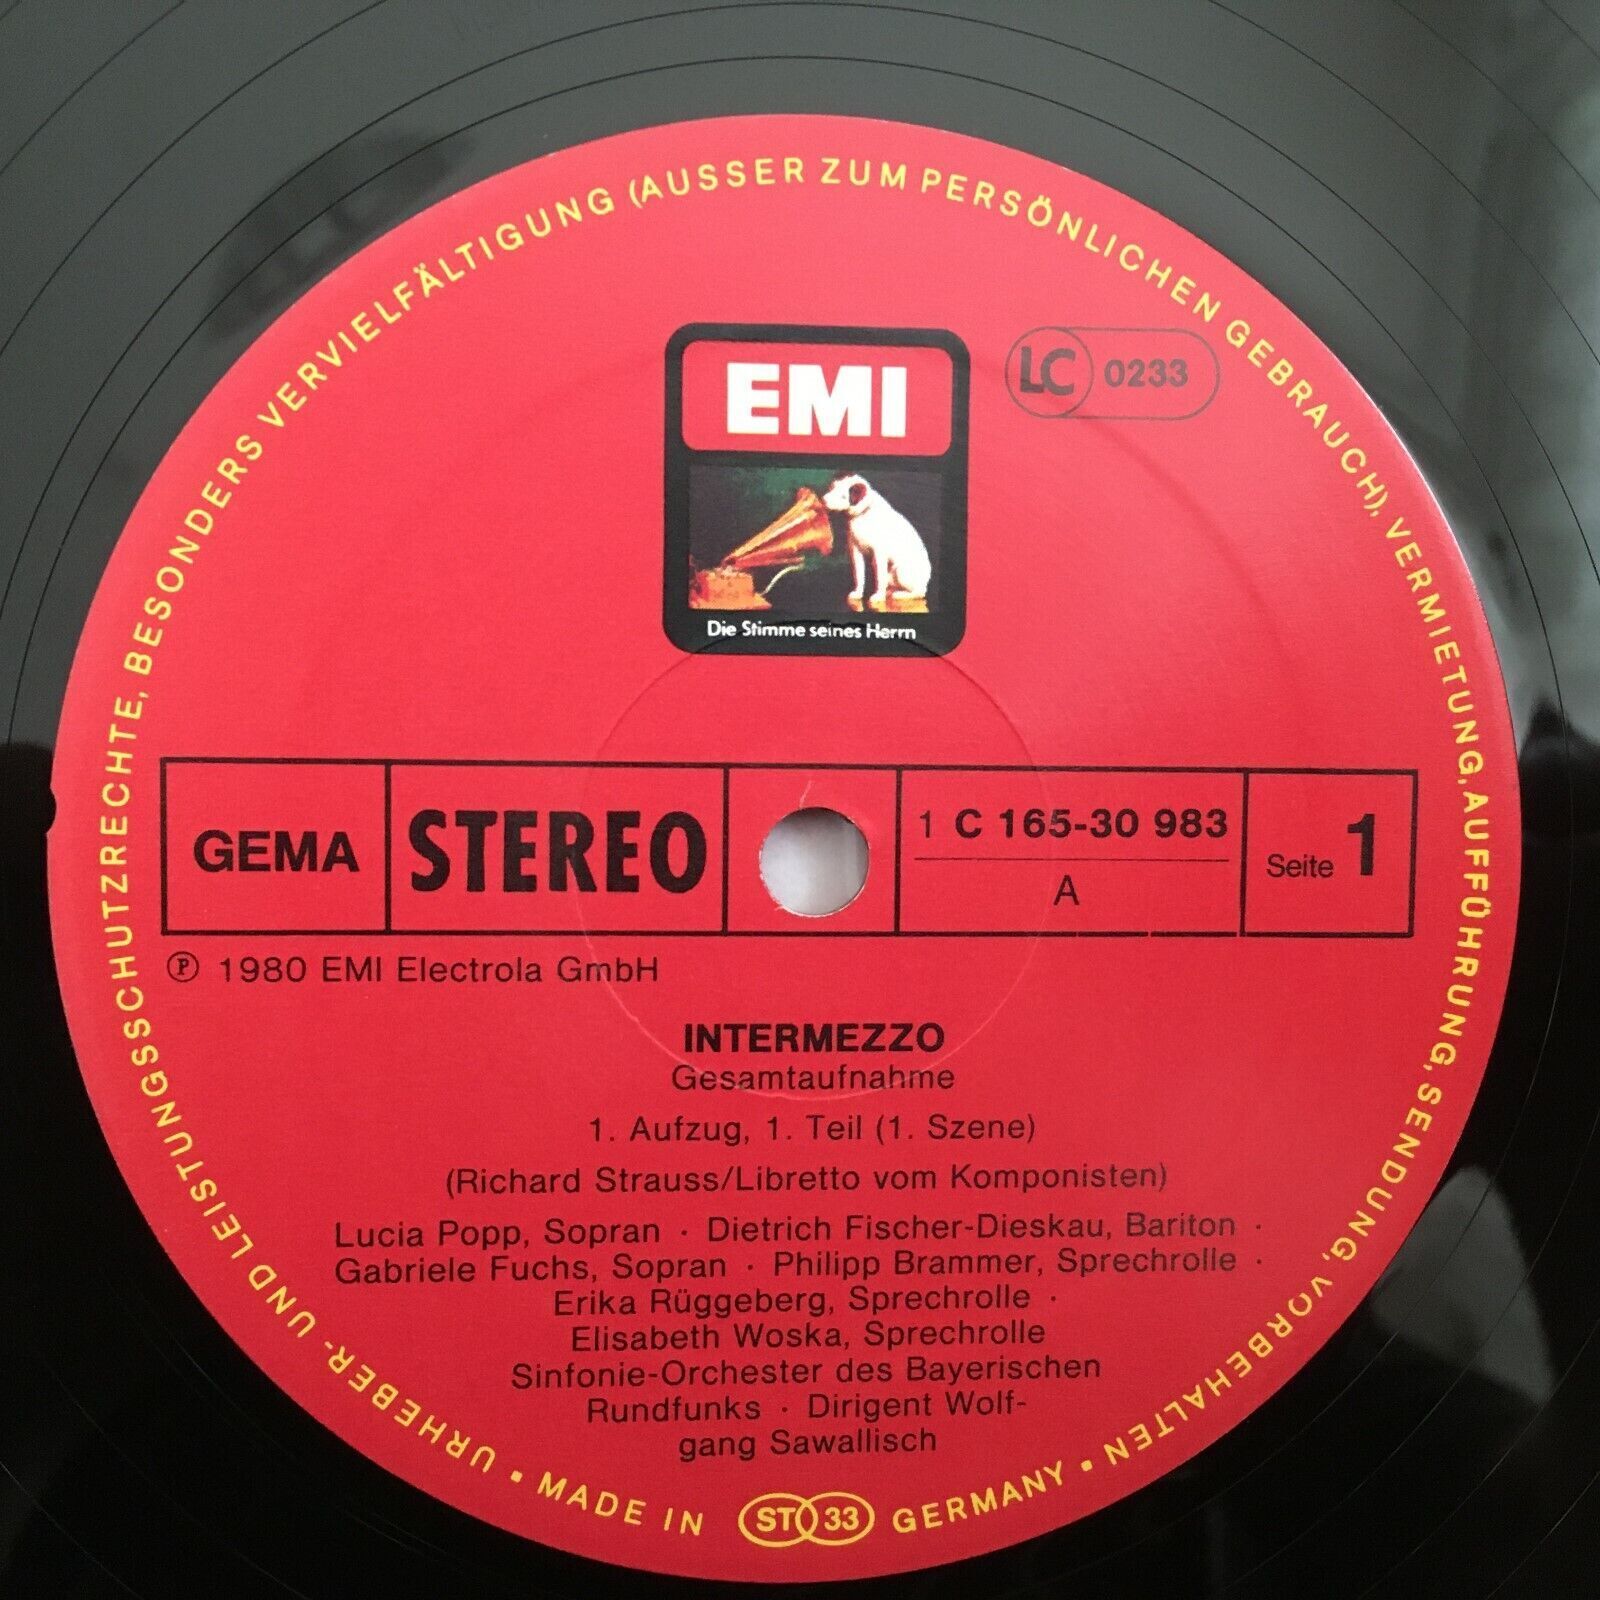 URHEBER- UND LEISTUNGSSCHUTZRECHTE, BESONDERS VERVIELFÄLTIGUNG (AUSSER ZUM PERSÖNLICHEN GEBRAUCH), VERMIETUNG, AUFFÜHRUNG, SENDUNG, VORBEHALTEN •
EMI
LC 0233
Die Stimme seines Herrn
GEMA
STEREO
1 C 165-30 983
A
Seite 1
℗ 1980 EMI Electrola GmbH
INTERMEZZO
Gesamtaufnahme
1. Aufzug, 1. Teil (1. Szene)
(Richard Strauss/Libretto vom Komponisten)
Lucia Popp, Sopran · Dietrich Fischer-Dieskau, Bariton ·
Gabriele Fuchs, Sopran · Philipp Brammer, Sprechrolle ·
Erika Rüggeberg, Sprechrolle ·
Elisabeth Woska, Sprechrolle
Sinfonie-Orchester des Bayerischen
Rundfunks · Dirigent Wolf-
gang Sawallisch
• MADE IN ST 33 GERMANY